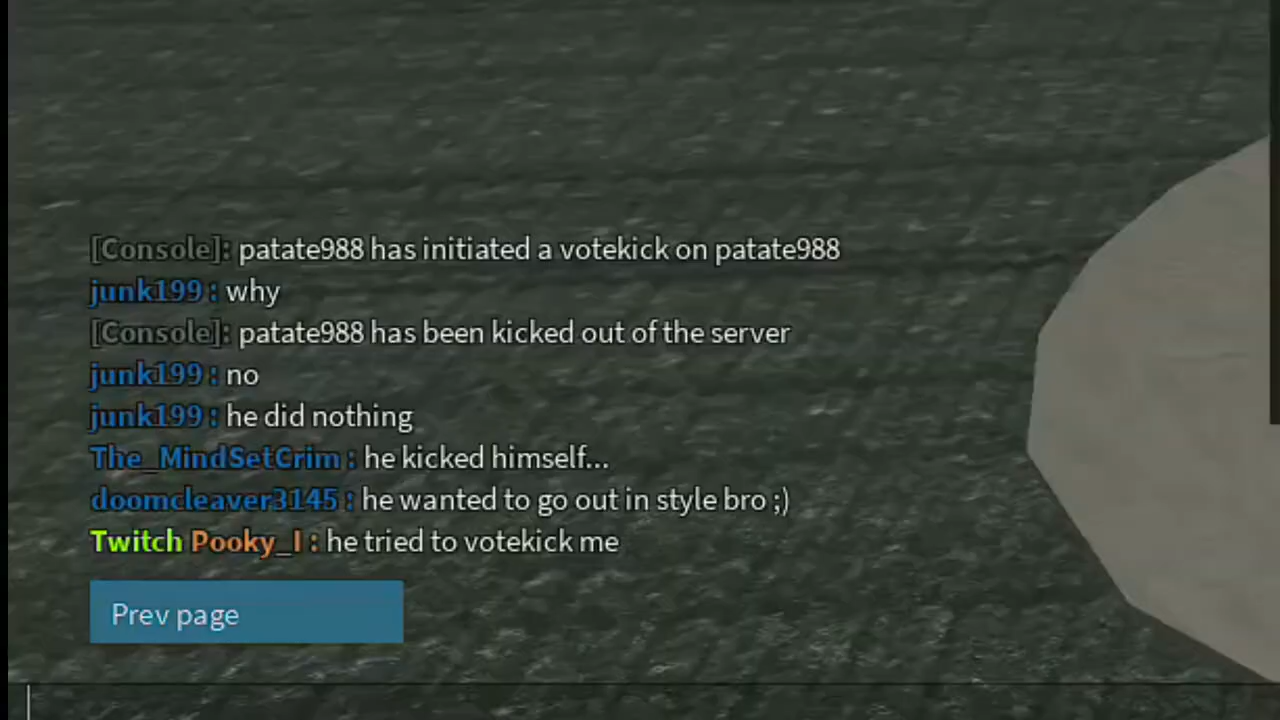 [Console]: patate988 has initiated a votekick on patate988
junk199 : why
[Console]: patate988 has been kicked out of the server
junk199 : no
junk199 : he did nothing
The_MindSetCrim : he kicked himself...
doomcleaver3145 : he wanted to go out in style bro ;)
Twitch Pooky_I : he tried to votekick me
Prev page